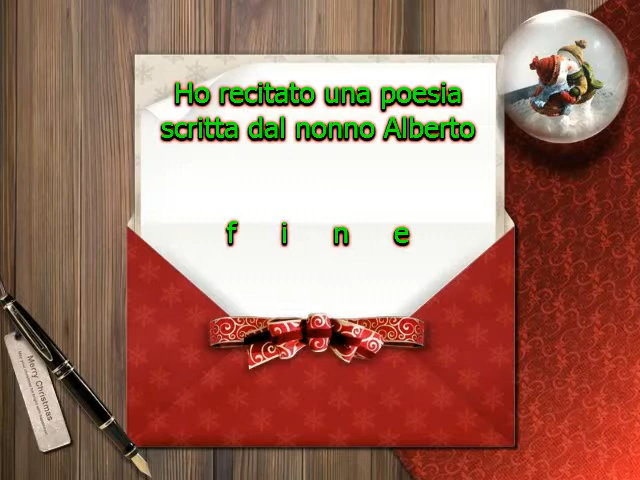 Ho recitato una poesia
scritta dal nonno Alberto
f i n e
Merry Christmas